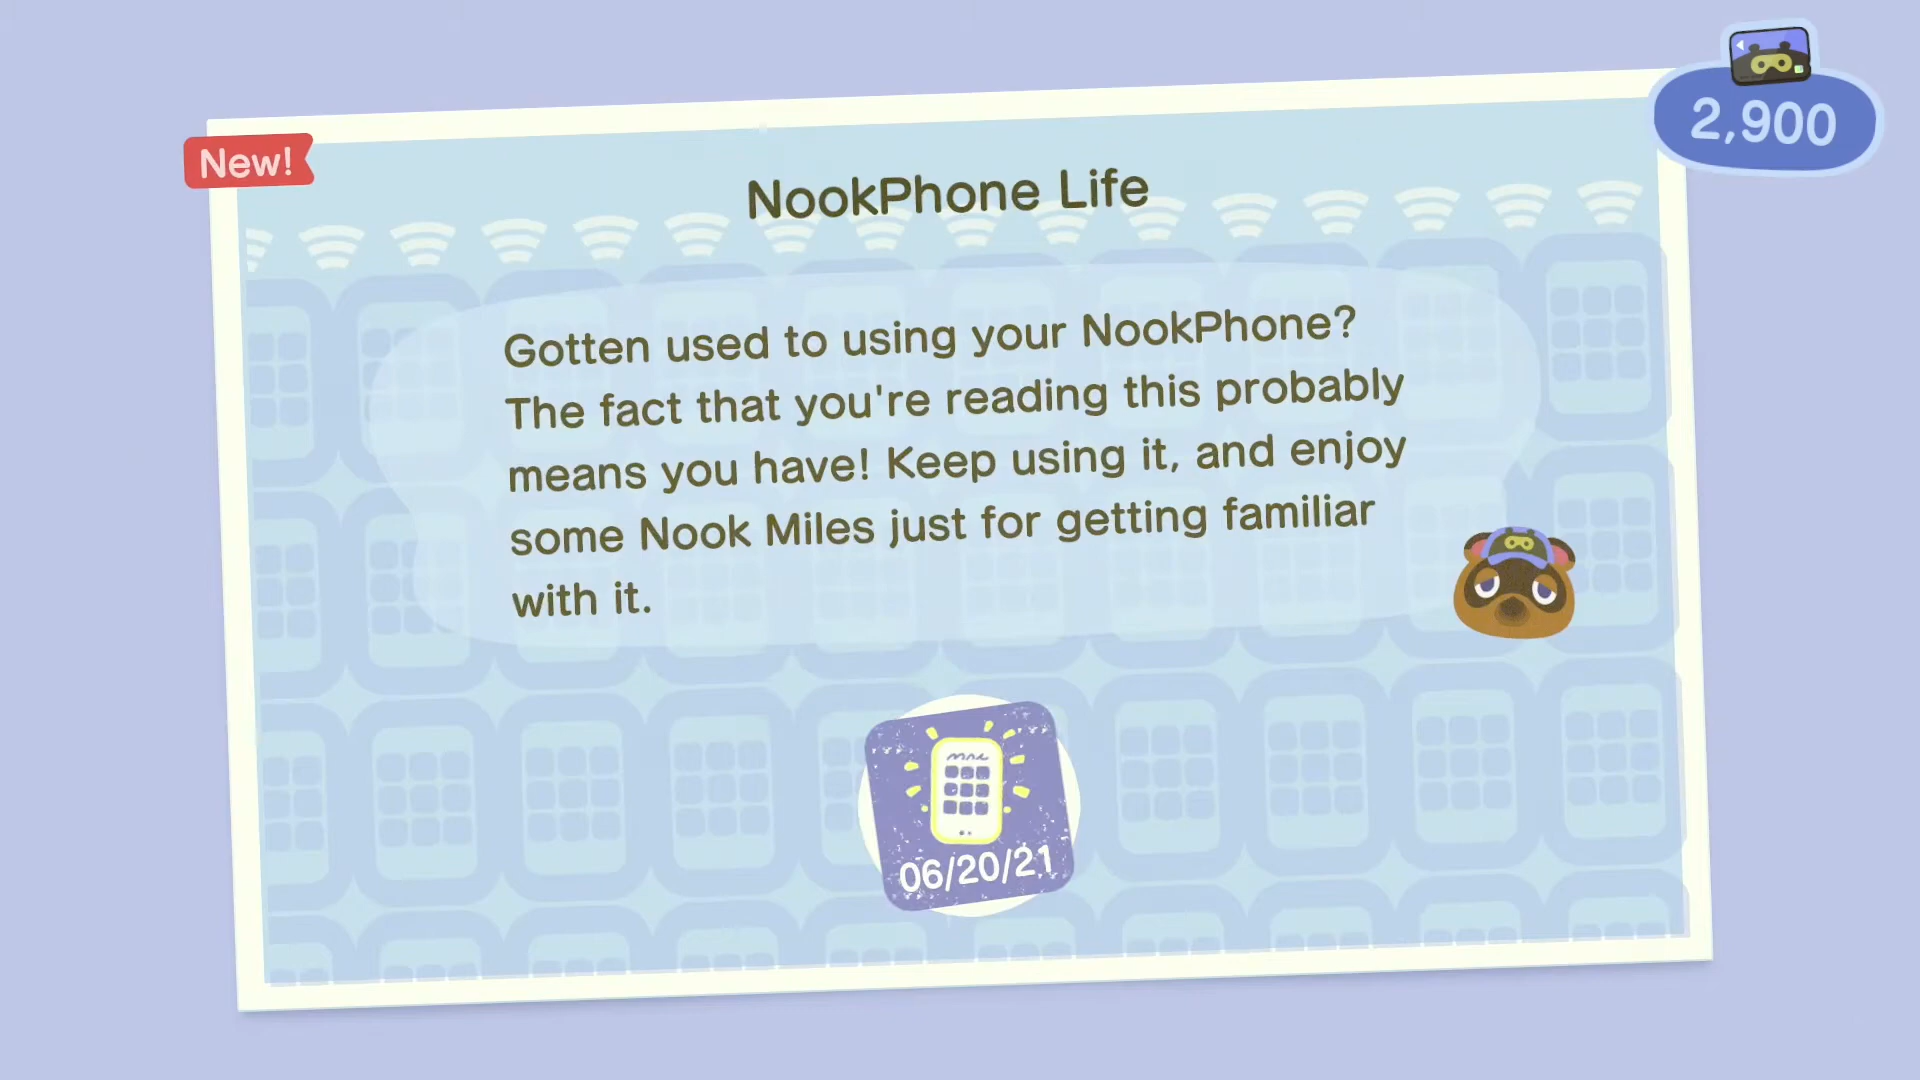 New!
2,900
NookPhone Life
Gotten used to using your NookPhone?
The fact that you're reading this probably
means you have! Keep using it, and enjoy
some Nook Miles just for getting familiar
with it.
06/20/21